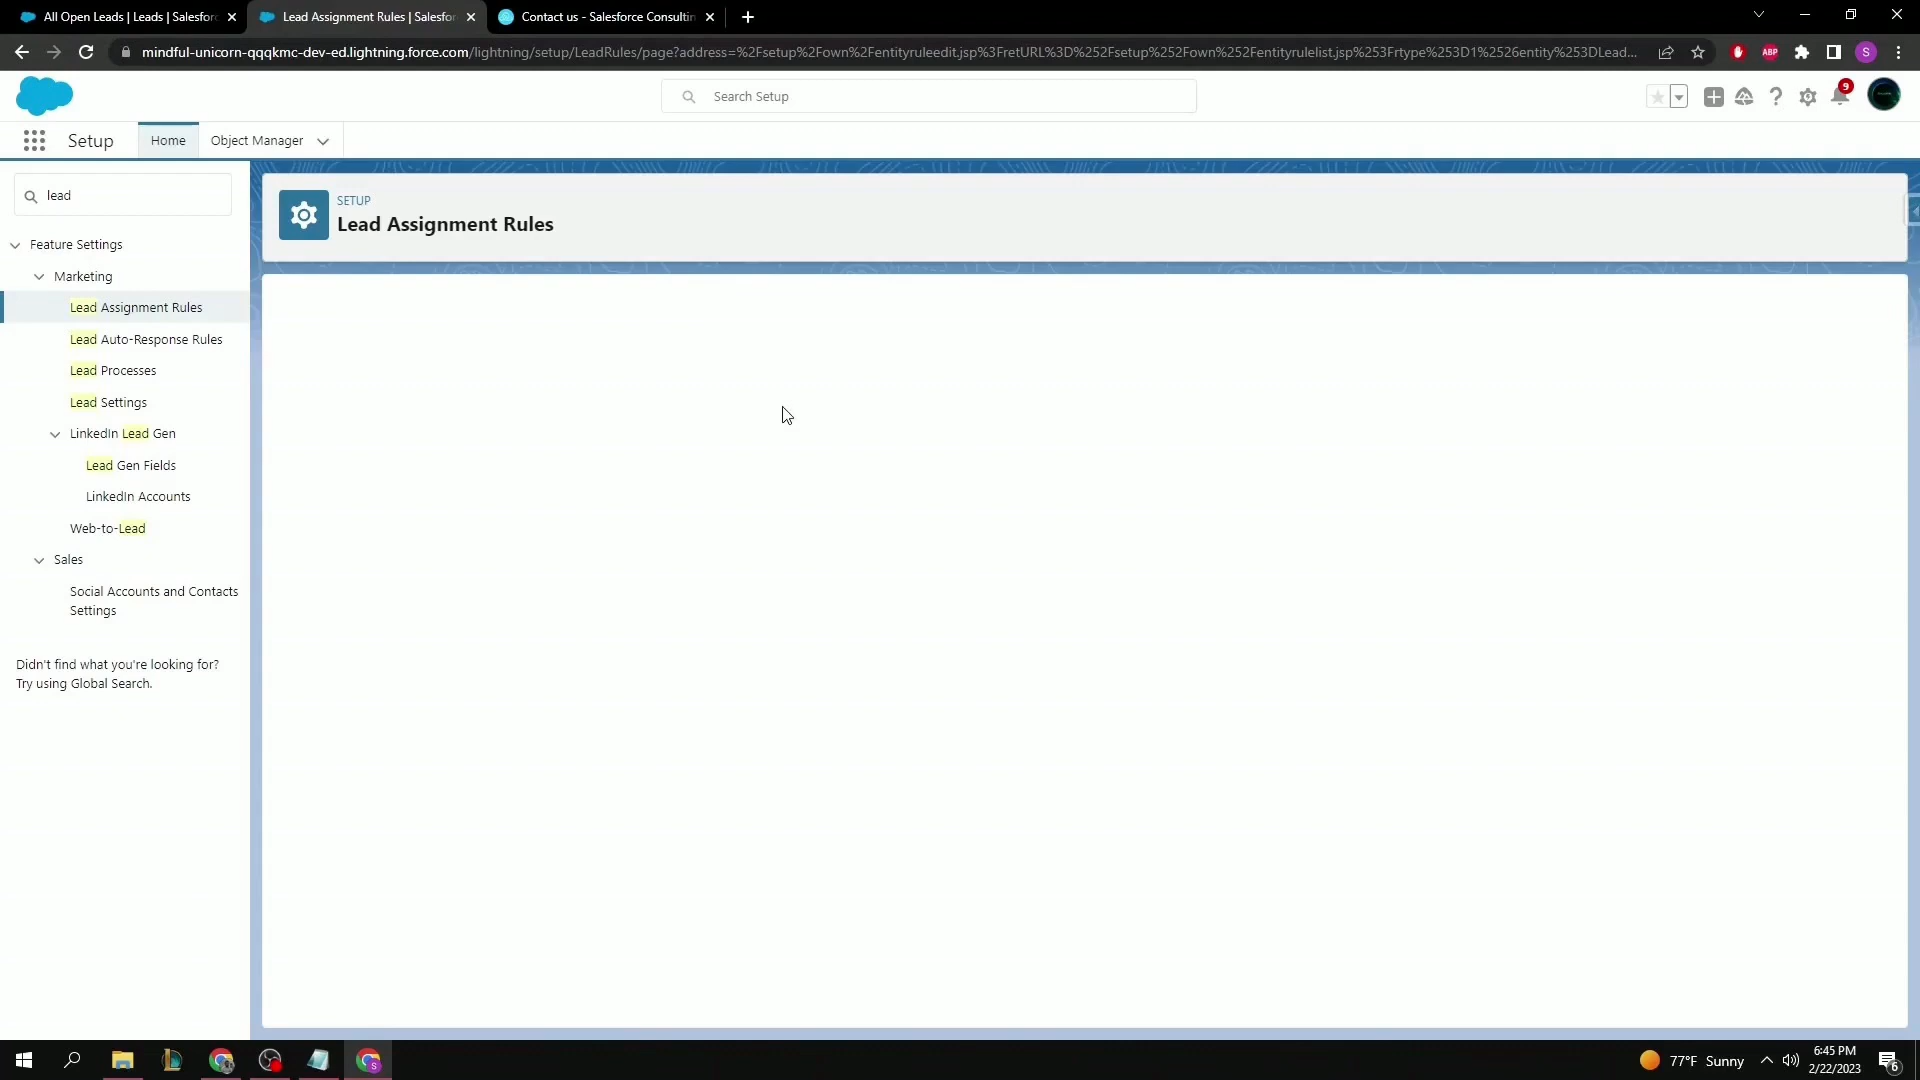 All Open Leads | Leads | Salesforc
Lead Assignment Rules | Salesfor
Contact us - Salesforce Consultin
mindful-unicorn-qqqkmc-dev-ed.lightning.force.com/lightning/setup/LeadRules/page?address=%2Fsetup%2Fown%2Fentityruleedit.jsp%3FretURL%3D%252Fsetup%252Fown%252Fentityrulelist.jsp%253Frtype%253D1%2526entity%253DLead...
ABP
S
Search Setup
9
Setup
Home
Object Manager
lead
SETUP
Lead Assignment Rules
Feature Settings
Marketing
Lead Assignment Rules
Lead Auto-Response Rules
Lead Processes
Lead Settings
LinkedIn Lead Gen
Lead Gen Fields
LinkedIn Accounts
Web-to-Lead
Sales
Social Accounts and Contacts
Settings
Didn't find what you're looking for?
Try using Global Search.
S
77°F Sunny
6:45 PM
2/22/2023
6